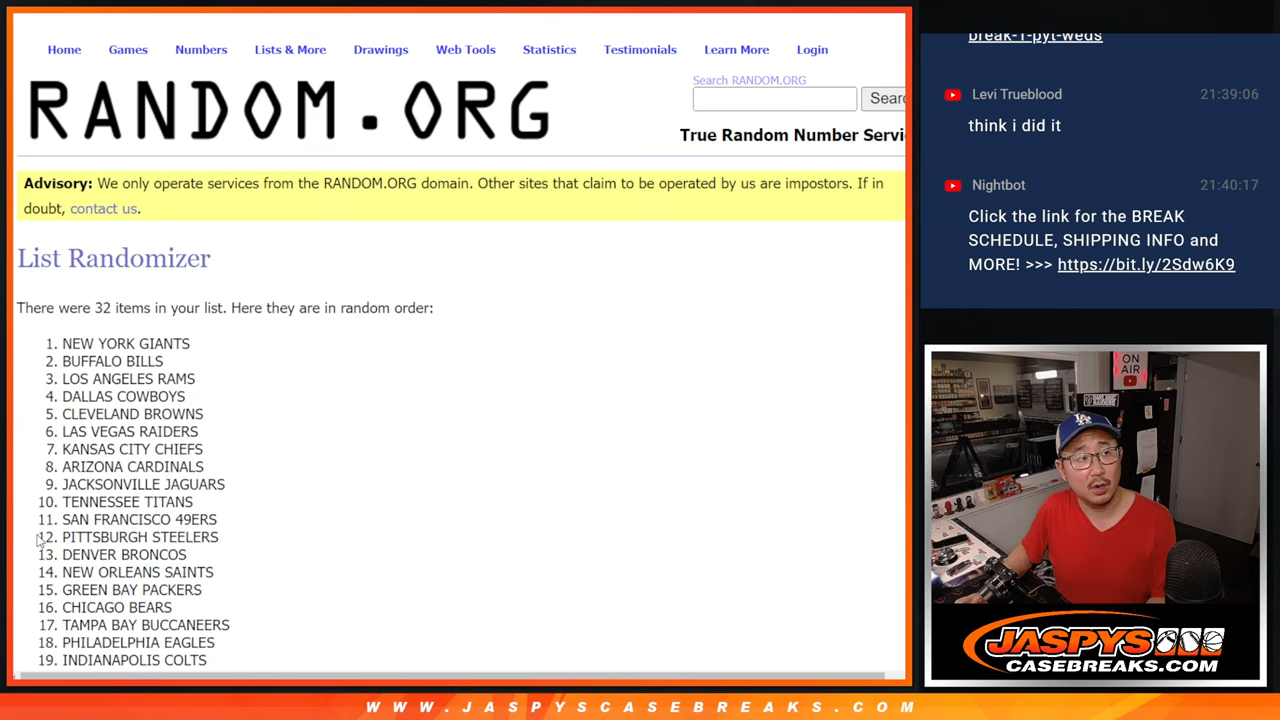 Home Games Numbers Lists & More Drawings Web Tools Statistics Testimonials Learn More Login
RANDOM.ORG
Search RANDOM.ORG
Searc
True Random Number Servi
Advisory: We only operate services from the RANDOM.ORG domain. Other sites that claim to be operated by us are impostors. If in
doubt, contact us.
List Randomizer
There were 32 items in your list. Here they are in random order:
1. NEW YORK GIANTS
2. BUFFALO BILLS
3. LOS ANGELES RAMS
4. DALLAS COWBOYS
5. CLEVELAND BROWNS
6. LAS VEGAS RAIDERS
7. KANSAS CITY CHIEFS
8. ARIZONA CARDINALS
9. JACKSONVILLE JAGUARS
10. TENNESSEE TITANS
11. SAN FRANCISCO 49ERS
12. PITTSBURGH STEELERS
13. DENVER BRONCOS
14. NEW ORLEANS SAINTS
15. GREEN BAY PACKERS
16. CHICAGO BEARS
17. TAMPA BAY BUCCANEERS
18. PHILADELPHIA EAGLES
19. INDIANAPOLIS COLTS
break-1-pyt-weds
Levi Trueblood 21:39:06
think i did it
Nightbot 21:40:17
Click the link for the BREAK
SCHEDULE, SHIPPING INFO and
MORE! >>> https://bit.ly/2Sdw6K9
ON
AIR
JASPYS
CASEBREAKS.COM
WWW.JASPYSCASEBREAKS.COM